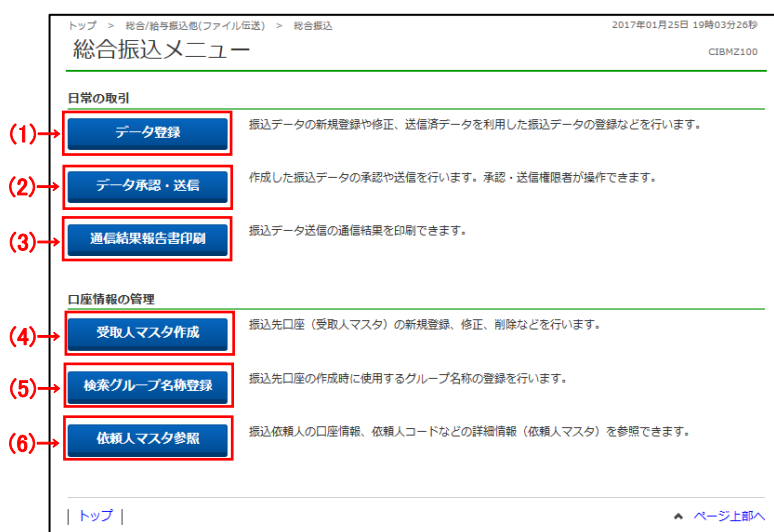 トップ > 総合/給与振込他(ファイル伝送) > 総合振込 2017年01月25日 19時03分26秒
総合振込メニュー CIBMZ100
日常の取引
(1) データ登録 振込データの新規登録や修正、送信済データを利用した振込データの登録などを行います。
(2) データ承認・送信 作成した振込データの承認や送信を行います。承認・送信権限者が操作できます。
(3) 通信結果報告書印刷 振込データ送信の通信結果を印刷できます。
口座情報の管理
(4) 受取人マスタ作成 振込先口座（受取人マスタ）の新規登録、修正、削除などを行います。
(5) 検索グループ名称登録 振込先口座の作成時に使用するグループ名称の登録を行います。
(6) 依頼人マスタ参照 振込依頼人の口座情報、依頼人コードなどの詳細情報（依頼人マスタ）を参照できます。
| トップ | ページ上部へ